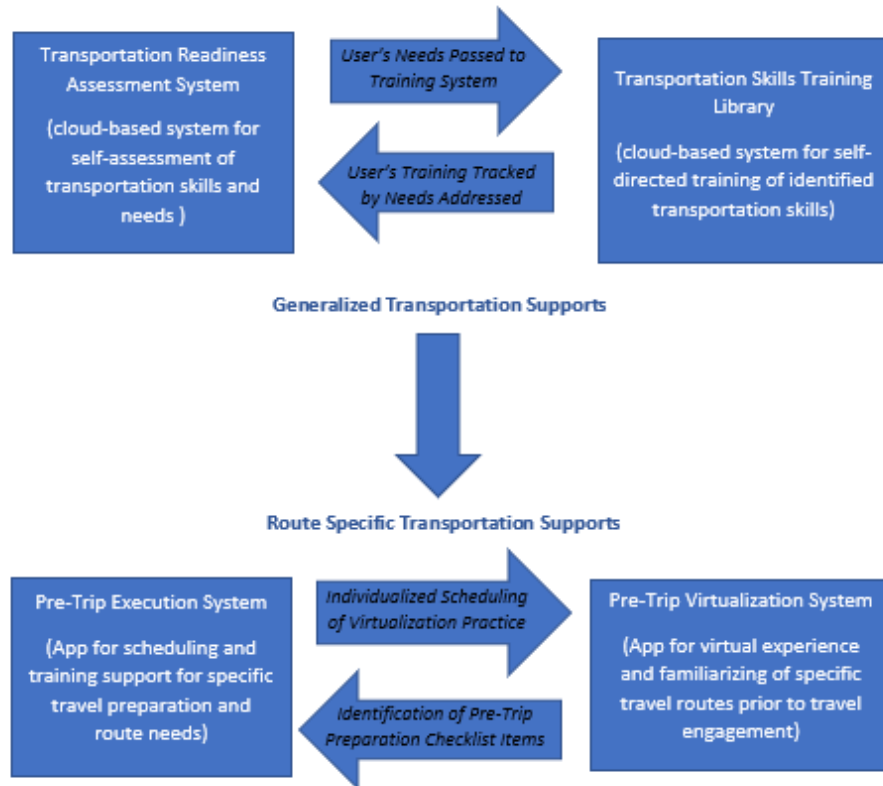 Transportation Readiness
Assessment System
(cloud-based system for
self-assessment of
transportation skills and
needs )
User's Needs Passed to
Training System
User's Training Tracked
by Needs Addressed
Transportation Skills Training
Library
(cloud-based system for self-
directed training of identified
transportation skills)
Generalized Transportation Supports
Route Specific Transportation Supports
Pre-Trip Execution System
(App for scheduling and
training support for specific
travel preparation and
route needs)
Individualized Scheduling
of Virtualization Practice
Identification of Pre-Trip
Preparation Checklist Items
Pre-Trip Virtualization System
(App for virtual experience
and familiarizing of specific
travel routes prior to travel
engagement)